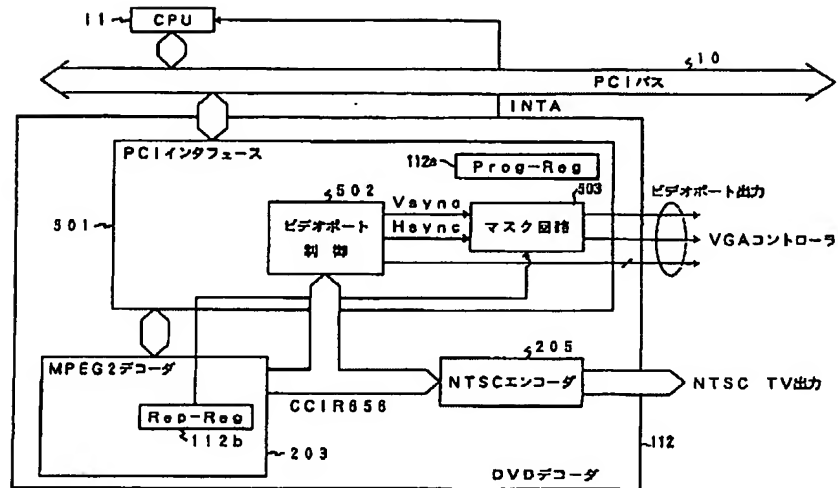 11
CPU
10
PCIバス
INTA
PCIインタフェース
112a
Prog-Reg
501
502
ビデオポート
制御
Vsync
Hsync
503
マスク回路
ビデオポート出力
VGAコントローラ
MPEG2デコーダ
Rep-Reg
112b
203
CCIR656
205
NTSCエンコーダ
NTSC TV出力
112
DVDデコーダ